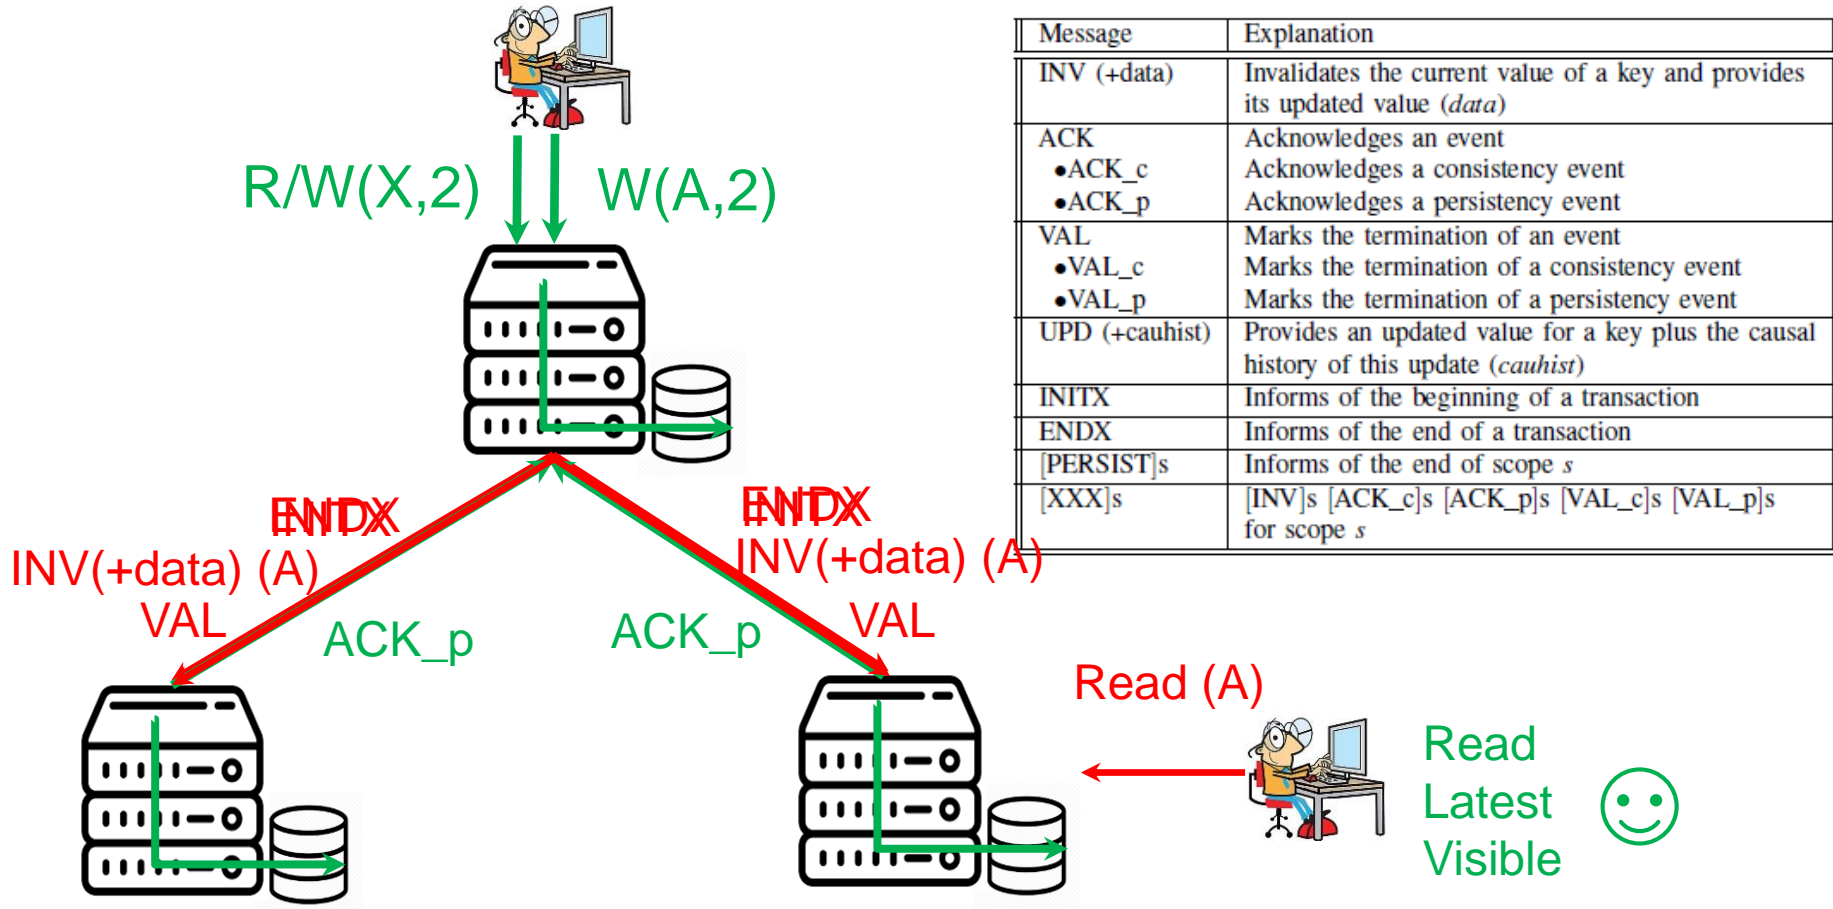 R/W(X,2)
W(A,2)
Message Explanation
INV (+data) Invalidates the current value of a key and provides
its updated value (data)
ACK Acknowledges an event
•ACK_c Acknowledges a consistency event
•ACK_p Acknowledges a persistency event
VAL Marks the termination of an event
•VAL_c Marks the termination of a consistency event
•VAL_p Marks the termination of a persistency event
UPD (+cauhist) Provides an updated value for a key plus the causal
history of this update (cauhist)
INITX Informs of the beginning of a transaction
ENDX Informs of the end of a transaction
[PERSIST]s Informs of the end of scope s
[XXX]s [INV]s [ACK_c]s [ACK_p]s [VAL_c]s [VAL_p]s
for scope s
ENDX
INITX
INV(+data) (A)
VAL
ACK_p
ENDX
INITX
INV(+data) (A)
VAL
ACK_p
Read (A)
Read
Latest
Visible